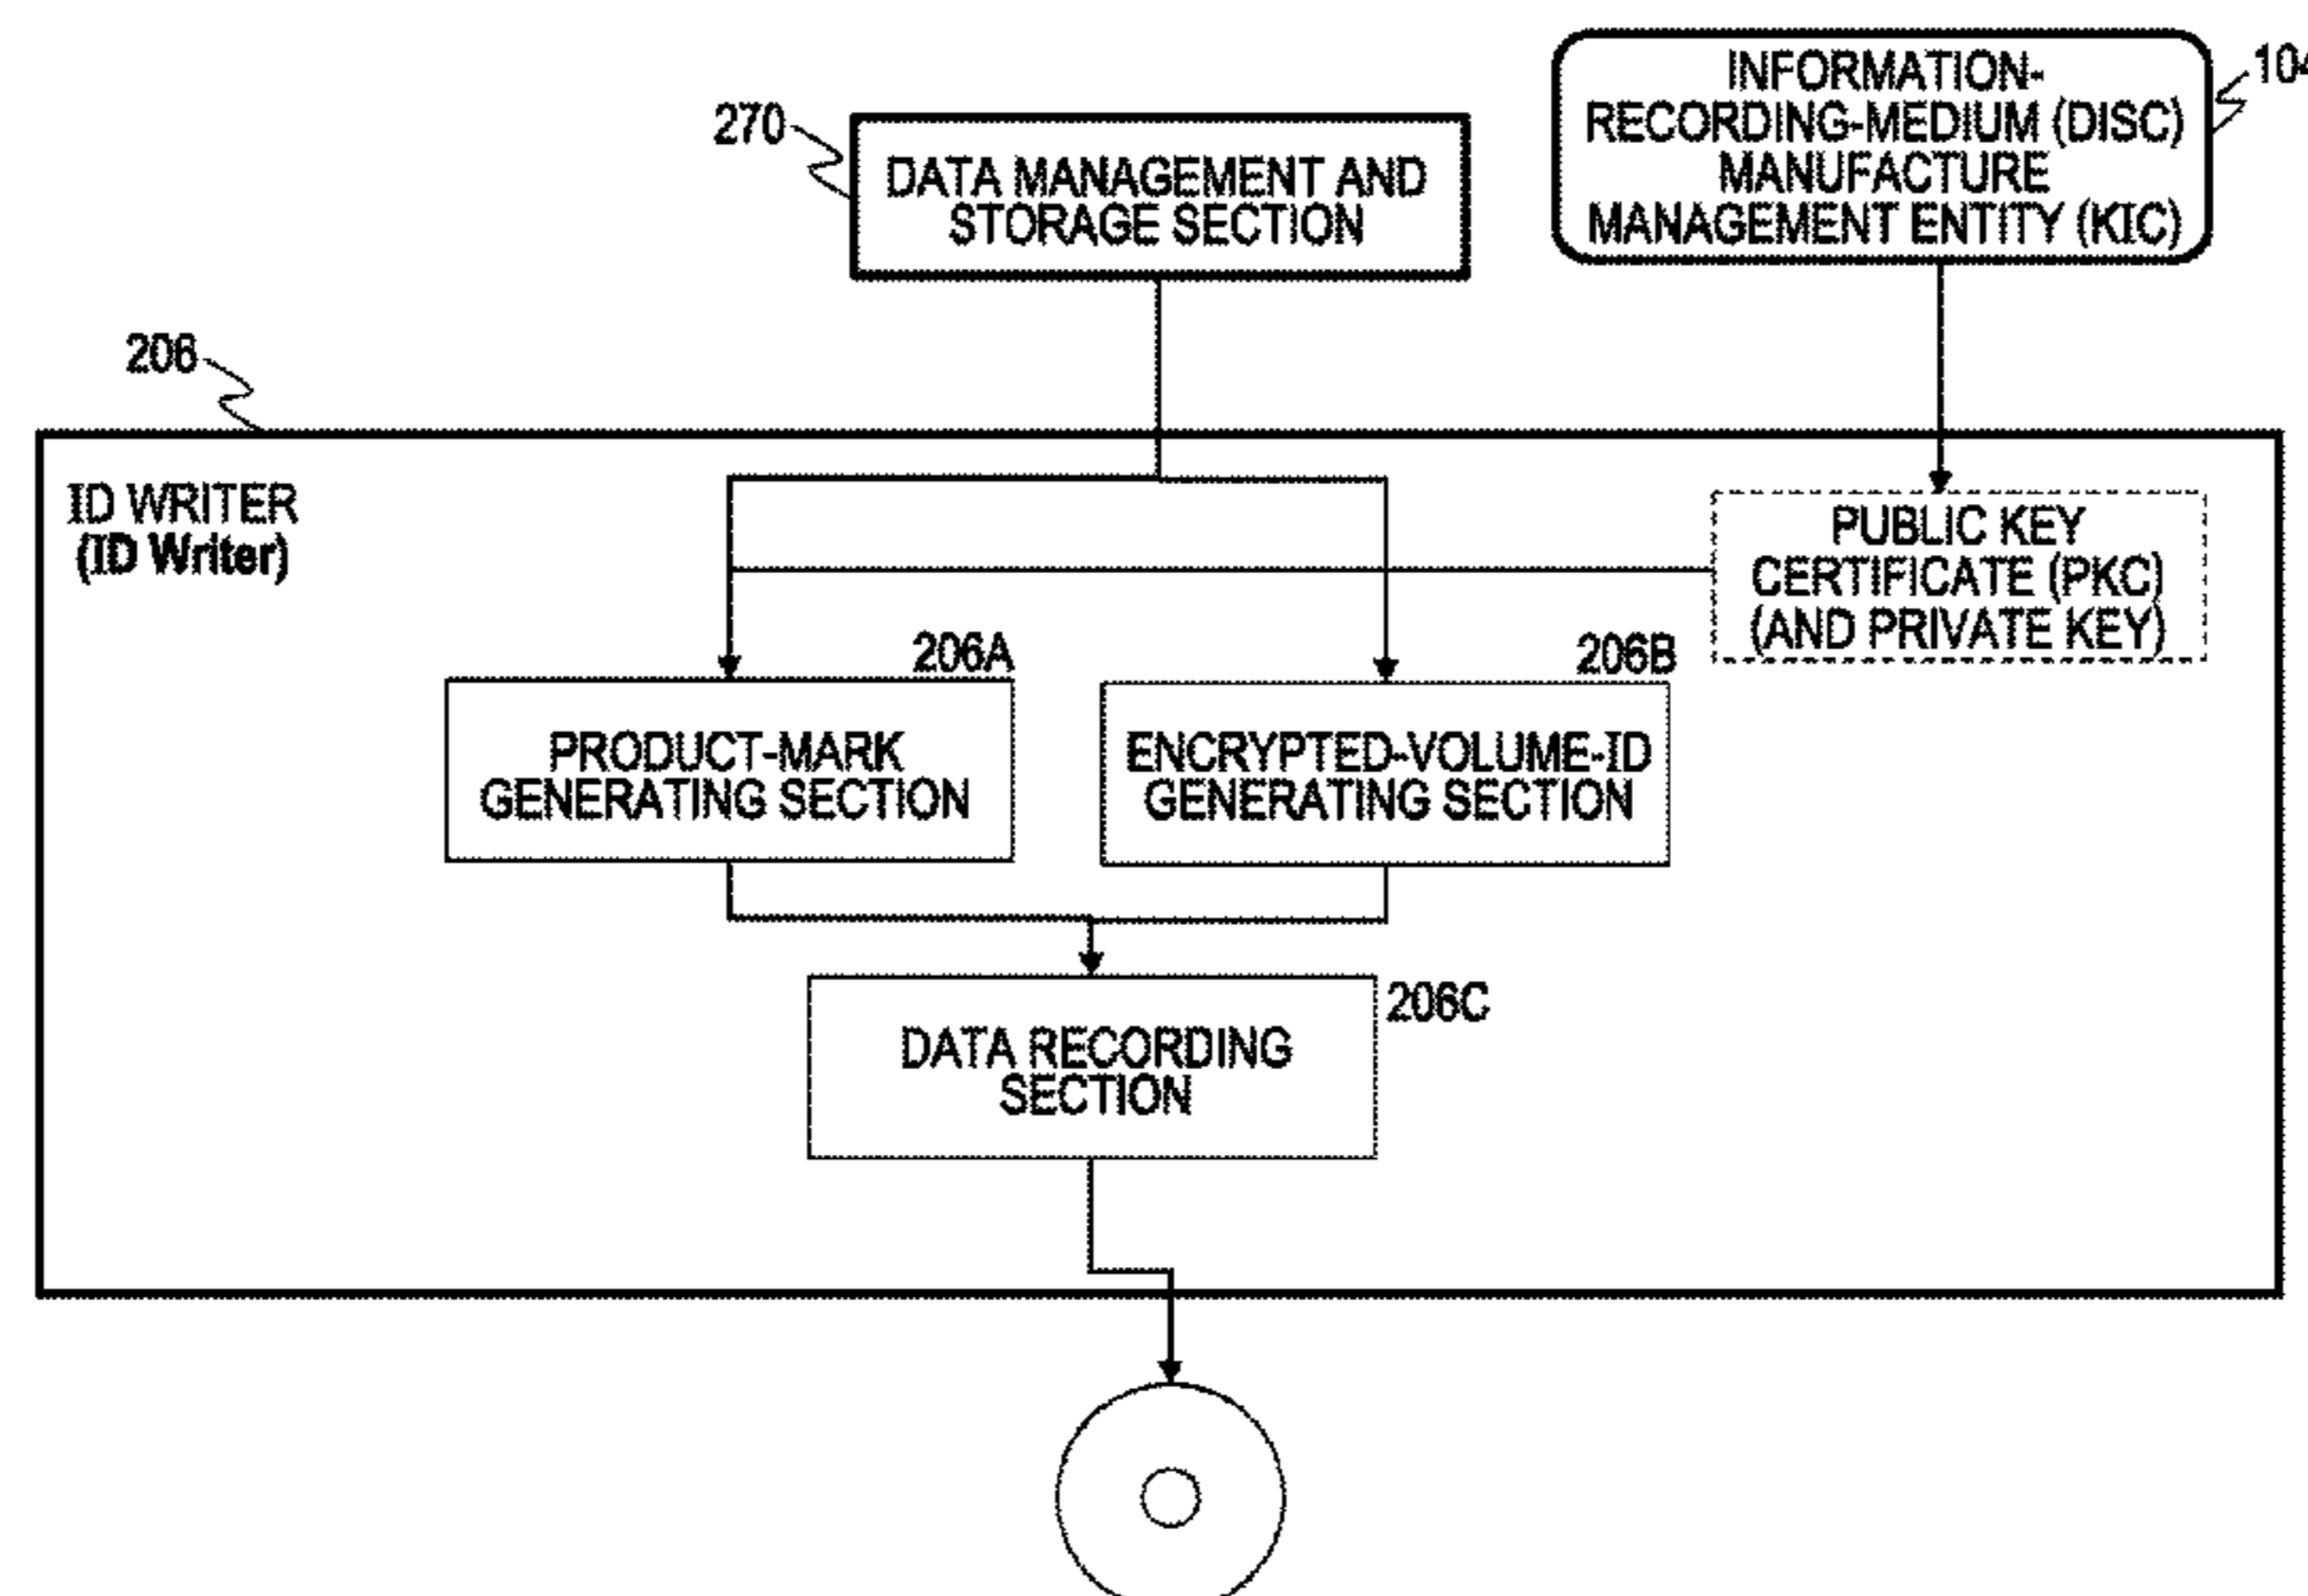 INFORMATION-
RECORDING-MEDIUM (DISC)
MANUFACTURE
MANAGEMENT ENTITY (KIC)
104
270
DATA MANAGEMENT AND
STORAGE SECTION
206
ID WRITER
(ID Writer)
PUBLIC KEY
CERTIFICATE (PKC)
(AND PRIVATE KEY)
206A
PRODUCT-MARK
GENERATING SECTION
206B
ENCRYPTED-VOLUME-ID
GENERATING SECTION
206C
DATA RECORDING
SECTION